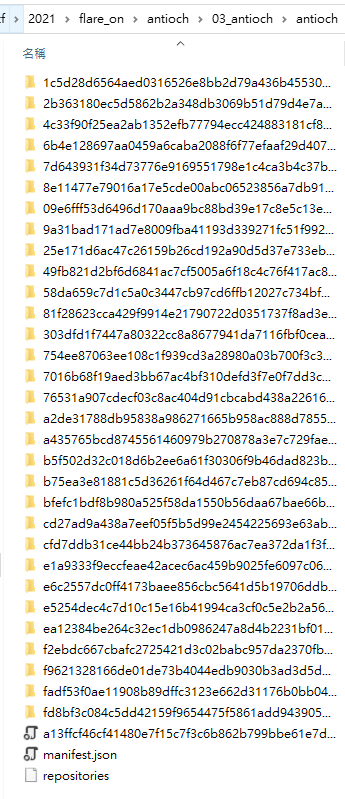 2021 > flare_on > antioch > 03_antioch > antioch
名稱
1c5d28d6564aed0316526e8bb2d79a436b45530...
2b363180ec5d5862b2a348db3069b51d79d4e7a...
4c33f90f25ea2ab1352efb77794ecc424883181cf8...
6b4e128697aa0459a6caba2088f6f77efaaf29d407...
7d643931f34d73776e9169551798e1c4ca3b4c37b...
8e11477e79016a17e5cde00abc06523856a7db91...
09e6fff53d6496d170aaa9bc88bd39e17c8e5c13e...
9a31bad171ad7e8009fba41193d339271fc51f992...
25e171d6ac47c26159b26cd192a90d5d37e733eb...
49fb821d2bf6d6841ac7cf5005a6f18c4c76f417ac8...
58da659c7d1c5a0c3447cb97cd6ffb12027c734bf...
81f28623cca429f9914e21790722d0351737f8ad3e...
303dfd1f7447a80322cc8a8677941da7116fbf0cea...
754ee87063ee108c1f939cd3a28980a03b700f3c3...
7016b68f19aed3bb67ac4bf310defd3f7e0f7dd3c...
76531a907cdecf03c8ac404d91cbcabd438a22616...
a2de31788db95838a986271665b958ac888d7855...
a435765bcd8745561460979b270878a3e7c729fae...
b5f502d32c018d6b2ee6a61f30306f9b46dad823b...
b75ea3e81881c5d36261f64d467c7eb87cd694c85...
bfefc1bdf8b980a525f58da1550b56daa67bae66b...
cd27ad9a438a7eef05f5b5d99e2454225693e63ab...
cfd7ddb31ce44bb24b373645876ac7ea372da1f3f...
e1a9333f9eccfeae42acec6ac459b9025fe6097c06...
e6c2557dc0ff4173baee856cbc5641d5b19706ddb...
e5254dec4c7d10c15e16b41994ca3cf0c5e2b2a56...
ea12384be264c32ec1db0986247a8d4b2231bf01...
f2ebdc667cbafc2725421d3c02babc957da2370fb...
f9621328166de01de73b4044edb9030b3ad3d5d...
fadf53f0ae11908b89dffc3123e662d31176b0bb04...
fd8bf3c084c5dd42159f9654475f5861add943905...
a13ffcf46cf41480e7f15c7f3c6b862b799bbe61e7d...
manifest.json
repositories